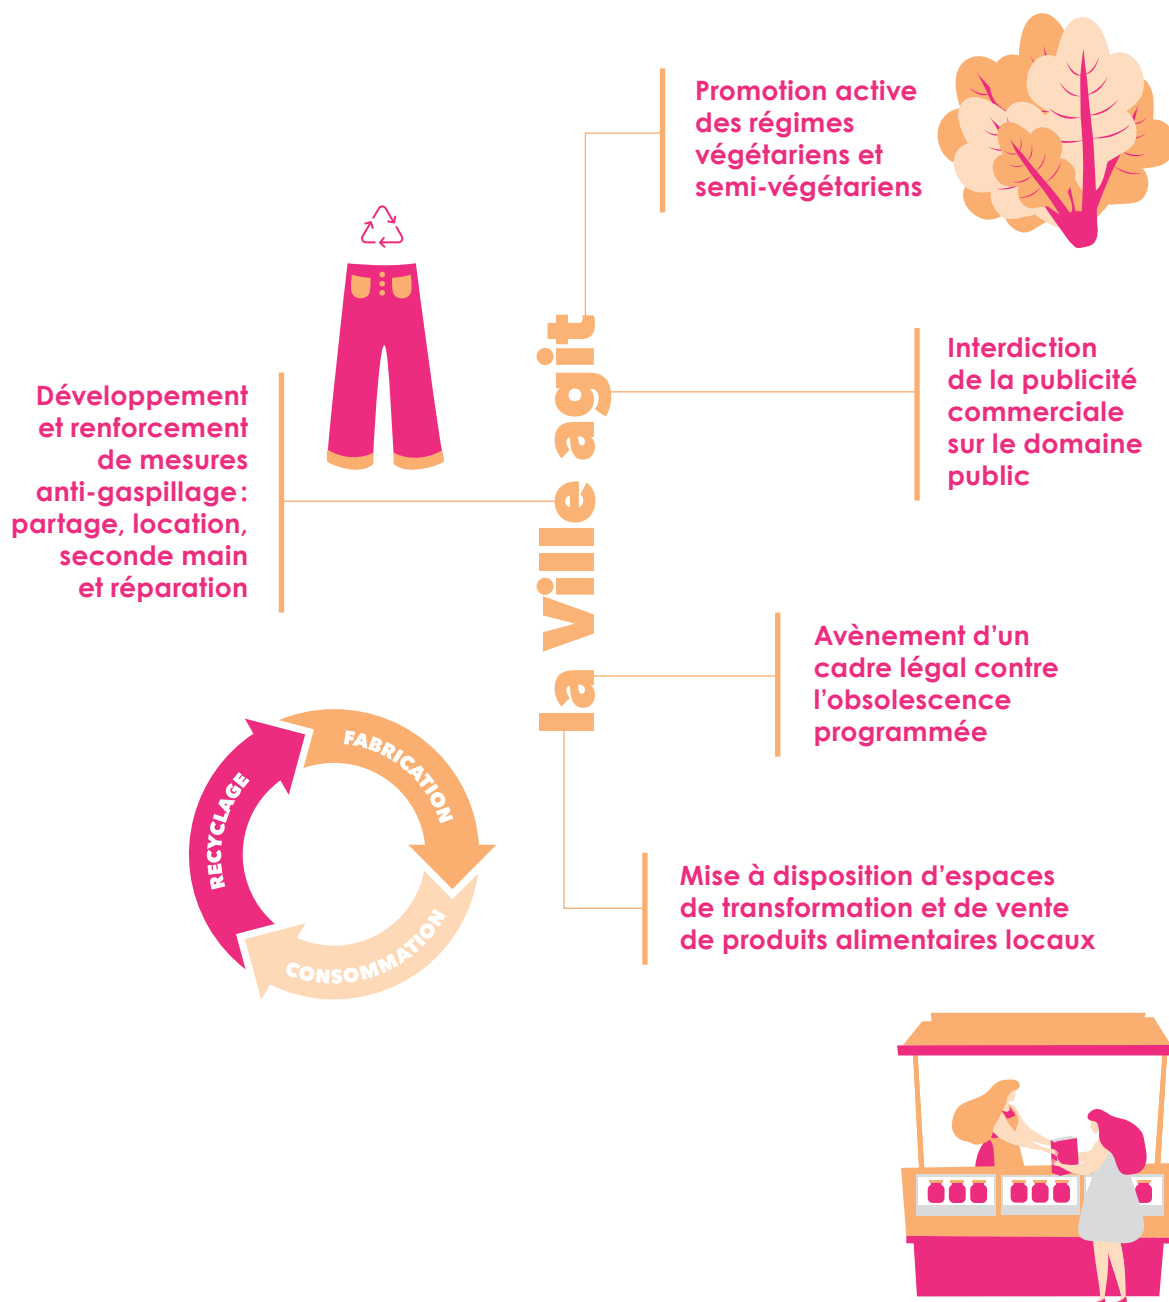 Promotion active
des régimes
végétariens et
semi-végétariens
Interdiction
de la publicité
commerciale
sur le domaine
public
Développement
et renforcement
de mesures
anti-gaspillage :
partage, location,
seconde main
et réparation
la Ville agit
Avènement d’un
cadre légal contre
l’obsolescence
programmée
FABRICATION
RECYCLAGE
CONSOMMATION
Mise à disposition d’espaces
de transformation et de vente
de produits alimentaires locaux